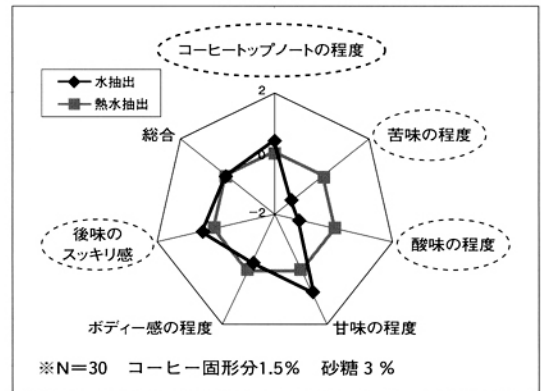 コーヒートップノートの程度
水抽出
熱水抽出
2
0
-2
総合
苦味の程度
後味の
スッキリ感
酸味の程度
ボディー感の程度
甘味の程度
※N=30 コーヒー固形分1.5% 砂糖3%